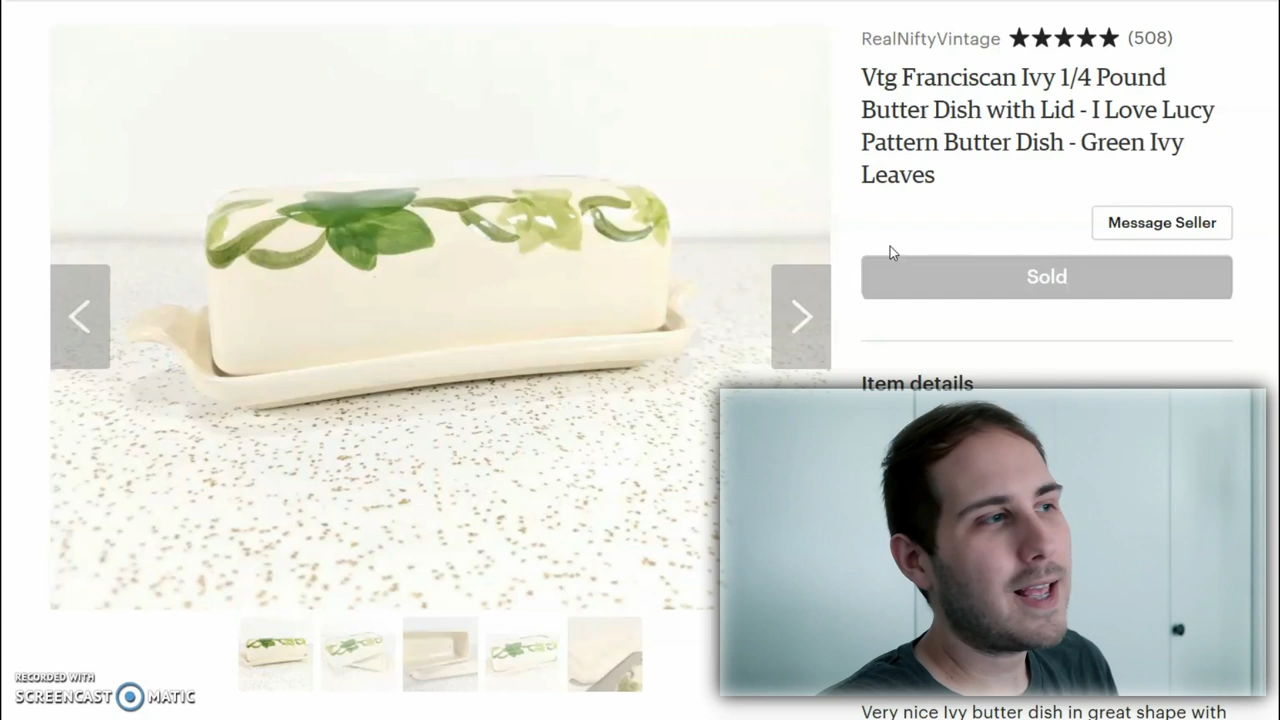 RealNiftyVintage ★★★★★ (508)
Vtg Franciscan Ivy 1/4 Pound
Butter Dish with Lid - I Love Lucy
Pattern Butter Dish - Green Ivy
Leaves
Message Seller
Sold
Item details
Very nice Ivy butter dish in great shape with
RECORDED WITH
SCREENCAST MATIC